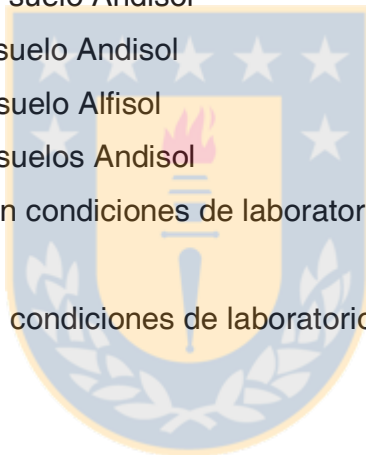 suelo Andisol
suelo Andisol
suelo Alfisol
suelos Andisol
n condiciones de laborator
condiciones de laboratorio